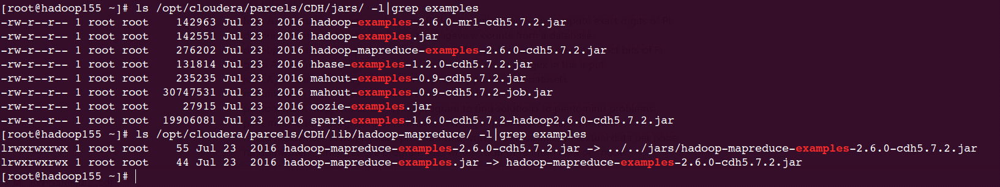 [root@hadoop155 ~]# ls /opt/cloudera/parcels/CDH/jars/ -l|grep examples
-rw-r--r-- 1 root root   142963 Jul 23  2016 hadoop-examples-2.6.0-mr1-cdh5.7.2.jar
-rw-r--r-- 1 root root   142551 Jul 23  2016 hadoop-examples.jar
-rw-r--r-- 1 root root   276202 Jul 23  2016 hadoop-mapreduce-examples-2.6.0-cdh5.7.2.jar
-rw-r--r-- 1 root root   131814 Jul 23  2016 hbase-examples-1.2.0-cdh5.7.2.jar
-rw-r--r-- 1 root root   235235 Jul 23  2016 mahout-examples-0.9-cdh5.7.2.jar
-rw-r--r-- 1 root root 30747531 Jul 23  2016 mahout-examples-0.9-cdh5.7.2-job.jar
-rw-r--r-- 1 root root    27915 Jul 23  2016 oozie-examples.jar
-rw-r--r-- 1 root root 19906081 Jul 23  2016 spark-examples-1.6.0-cdh5.7.2-hadoop2.6.0-cdh5.7.2.jar
[root@hadoop155 ~]# ls /opt/cloudera/parcels/CDH/lib/hadoop-mapreduce/ -l|grep examples
lrwxrwxrwx 1 root root    55 Jul 23  2016 hadoop-mapreduce-examples-2.6.0-cdh5.7.2.jar -> ../../jars/hadoop-mapreduce-examples-2.6.0-cdh5.7.2.jar
lrwxrwxrwx 1 root root    44 Jul 23  2016 hadoop-mapreduce-examples.jar -> hadoop-mapreduce-examples-2.6.0-cdh5.7.2.jar
[root@hadoop155 ~]#